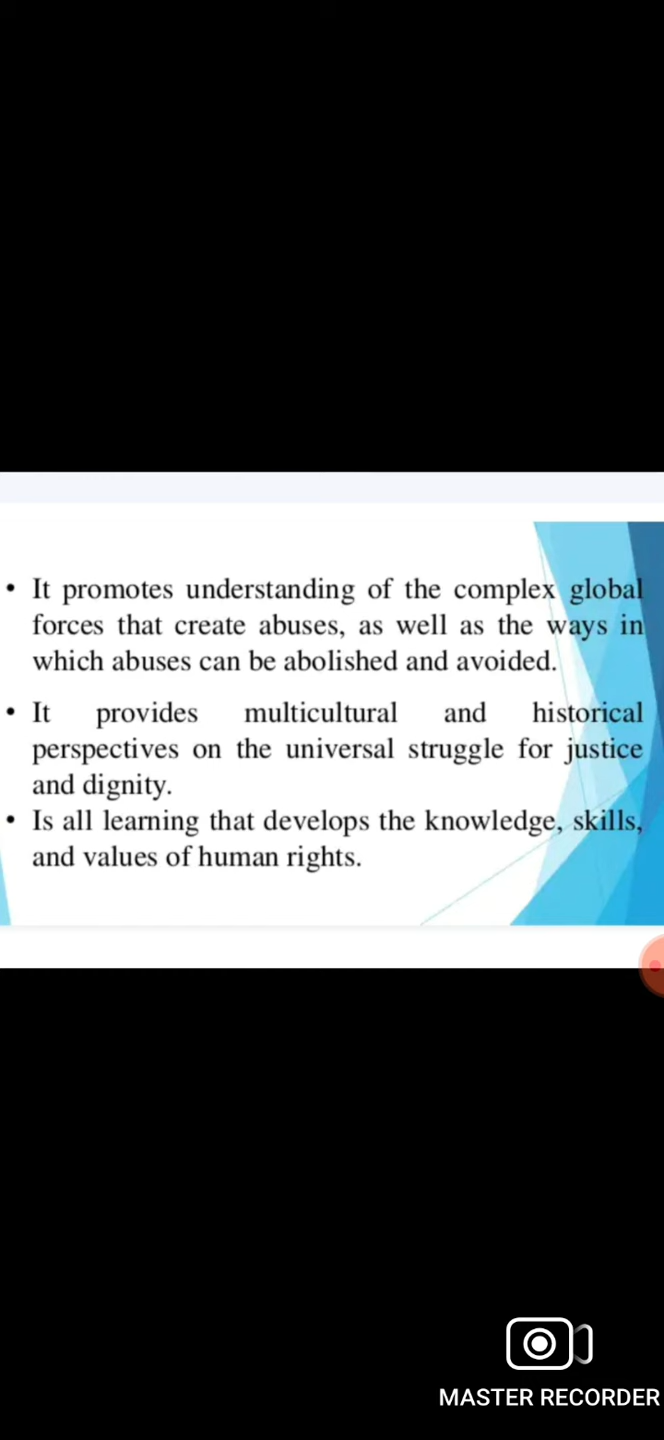 • It promotes understanding of the complex global
forces that create abuses, as well as the ways in
which abuses can be abolished and avoided.
• It provides multicultural and historical
perspectives on the universal struggle for justice
and dignity.
• Is all learning that develops the knowledge, skills,
and values of human rights.
MASTER RECORDER